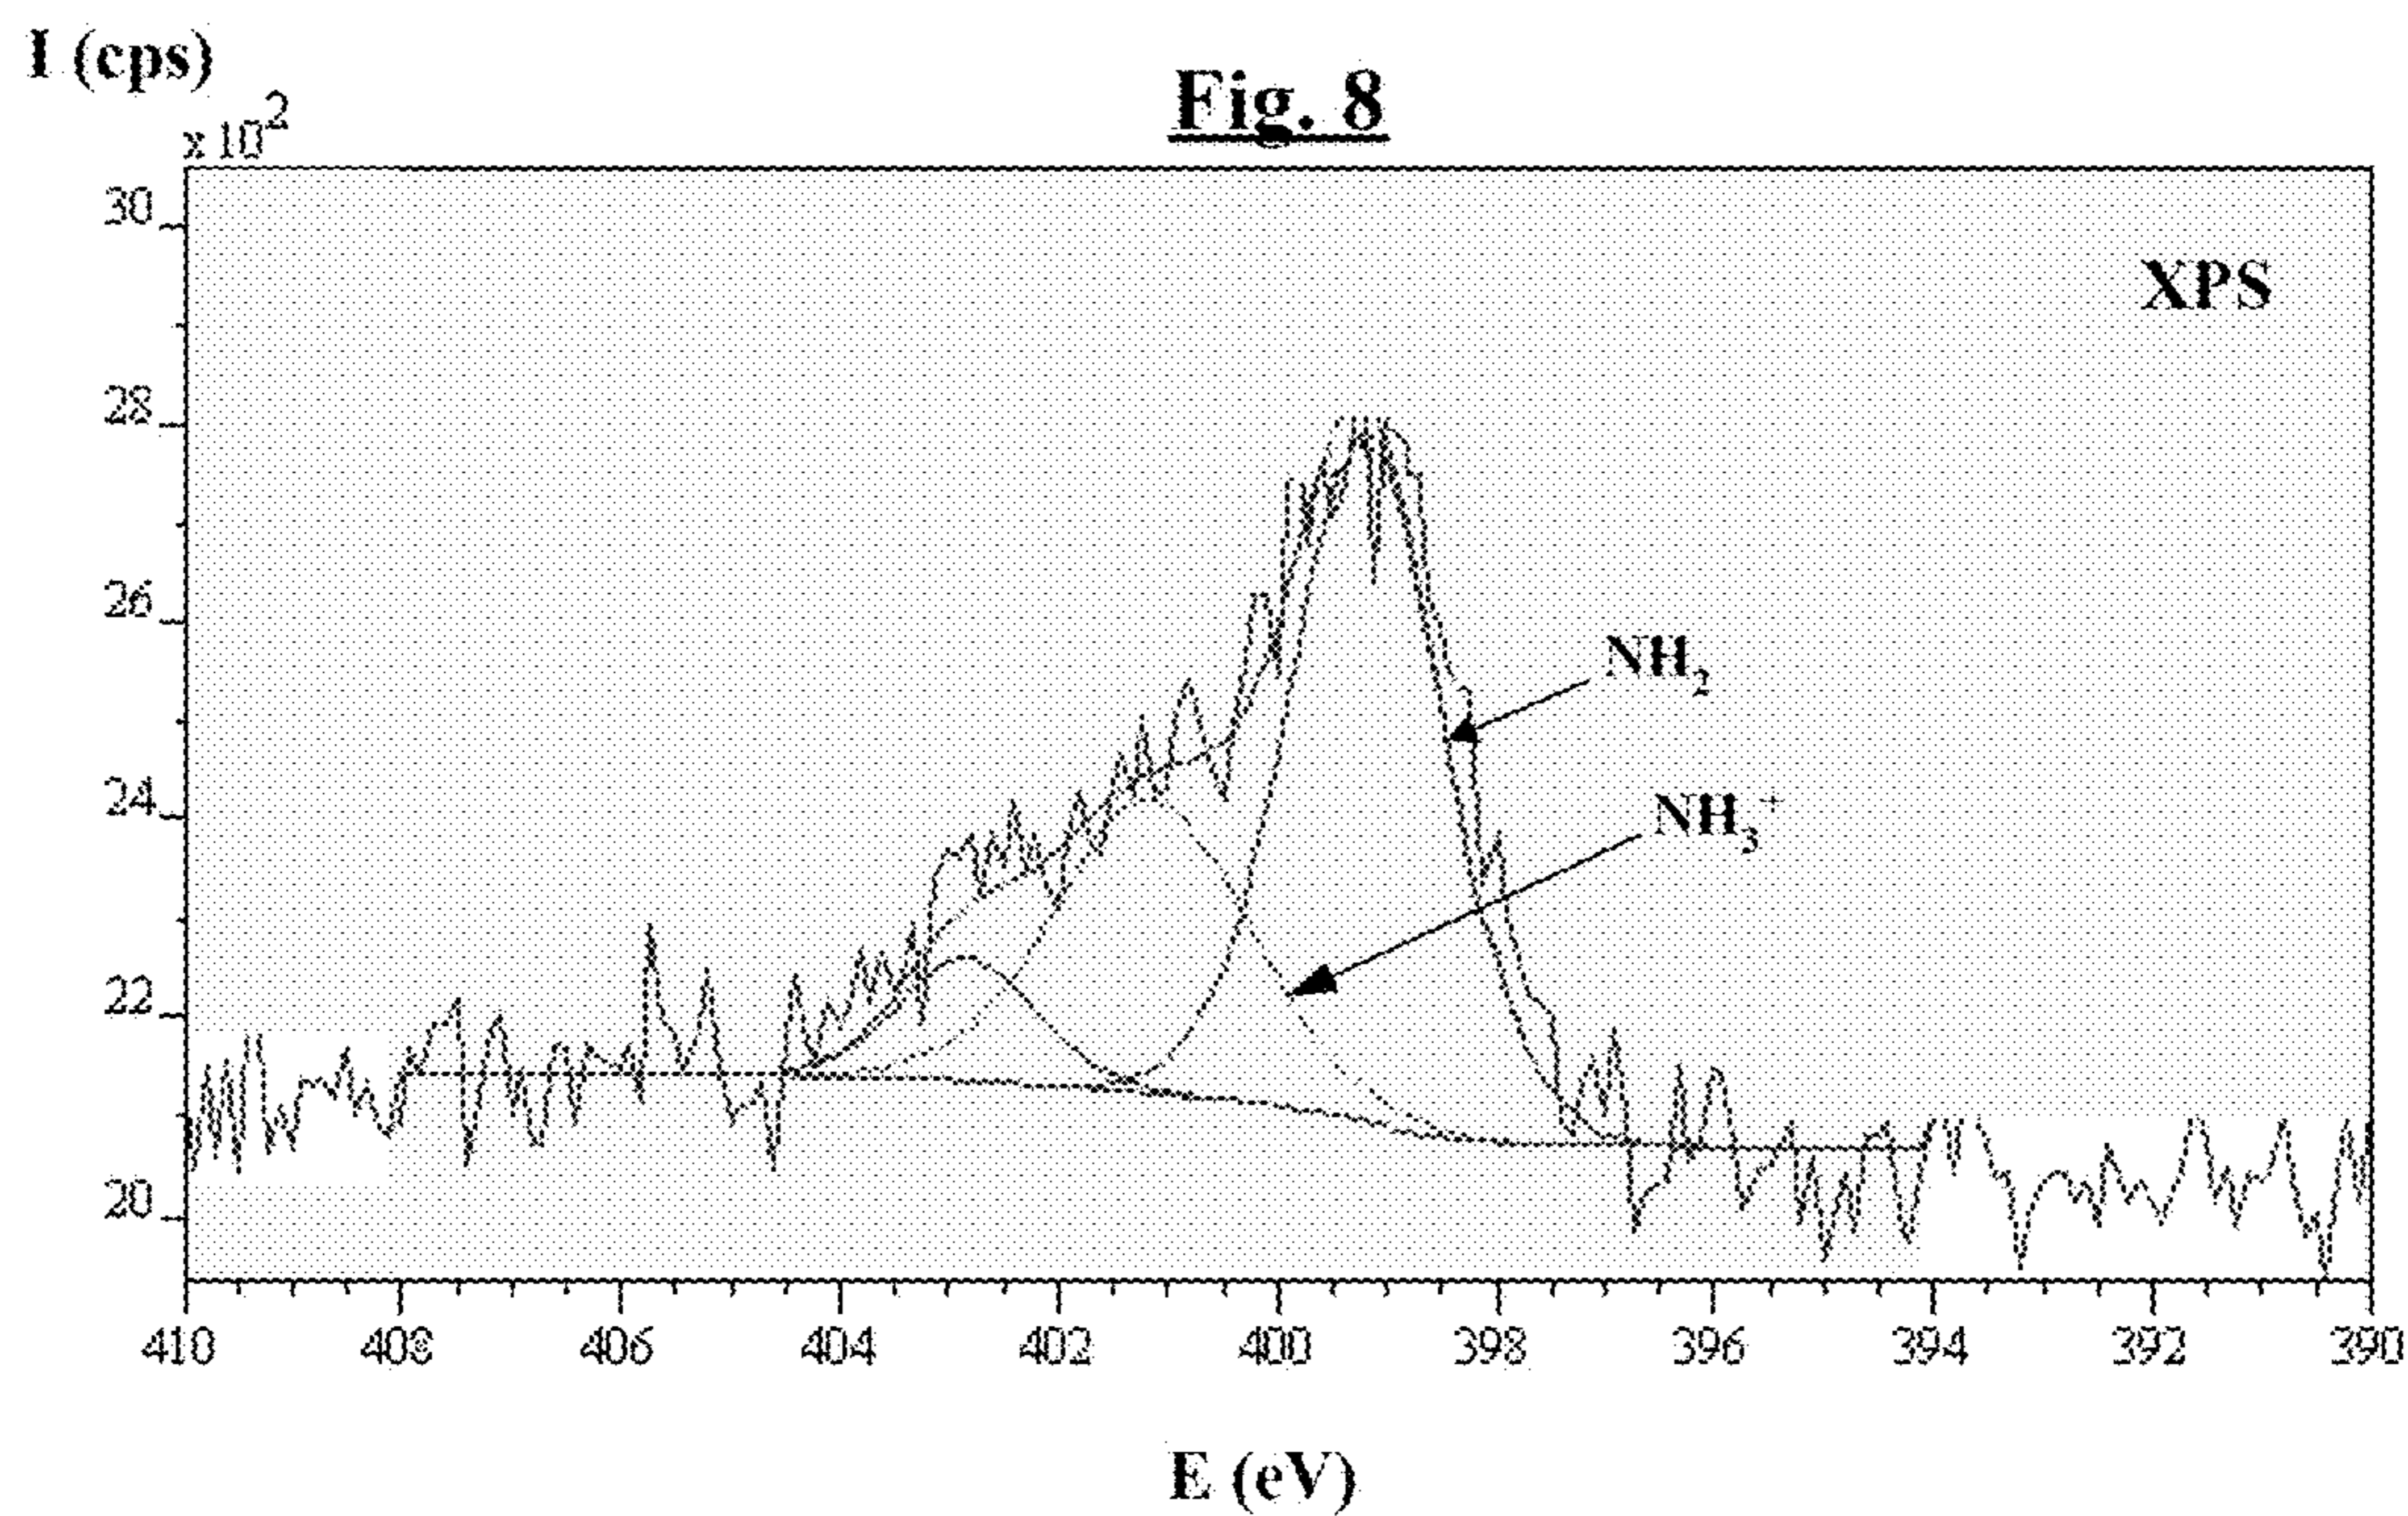 I (cps)
Fig. 8
x 10²
30
XPS
28
26
NH₂
24
NH₃⁺
22
20
410 408 406 404 402 400 398 396 394 392 390
E (eV)